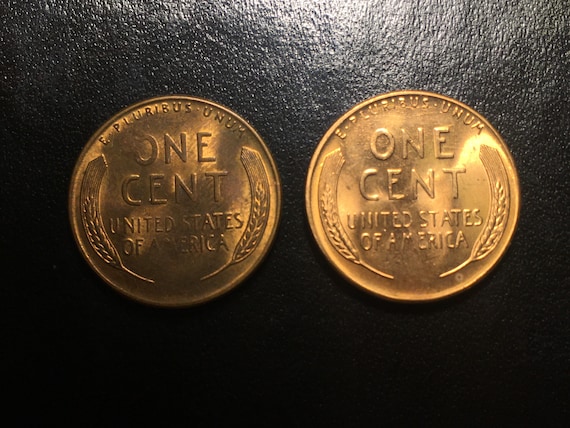 E·PLURIBUS·UNUM
ONE
CENT
UNITED STATES
OF AMERICA
E·PLURIBUS·UNUM
ONE
CENT
UNITED STATES
OF AMERICA